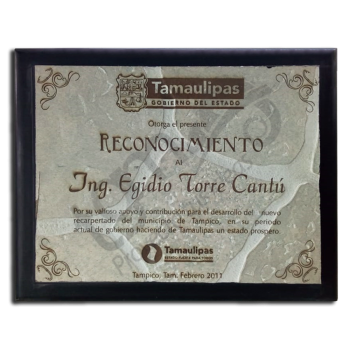 Tamaulipas
GOBIERNO DEL ESTADO
Otorga el presente
RECONOCIMIENTO
Al
Ing. Egidio Torre Cantú
Por su valioso apoyo y contribución para el desarrollo del nuevo
recarpertado del municipio de Tampico, en su periodo
actual de gobierno haciendo de Tamaulipas un estado prospero
Tamaulipas
Tampico, Tam. Febrero 2011